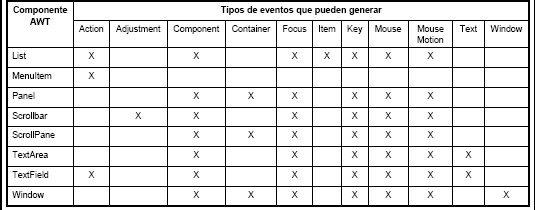 Componente AWT Tipos de eventos que pueden generar
Action Adjustment Component Container Focus Item Key Mouse Mouse Motion Text Window
List X X X X X X X
MenuItem X
Panel X X X X X X
Scrollbar X X X X X X
ScrollPane X X X X X X
TextArea X X X X X X
TextField X X X X X X X
Window X X X X X X X